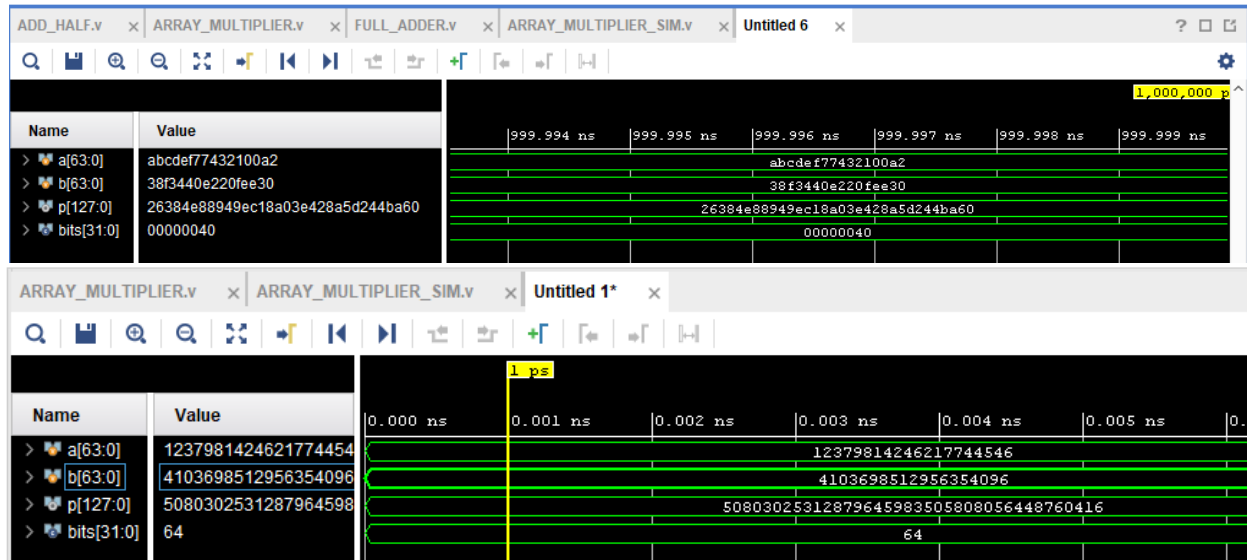 ADD_HALF.v × ARRAY_MULTIPLIER.v × FULL_ADDER.v × ARRAY_MULTIPLIER_SIM.v × Untitled 6 × ?
1,000,000 p
Name Value 999.994 ns 999.995 ns 999.996 ns 999.997 ns 999.998 ns 999.999 ns
> a[63:0] abcdef77432100a2 abcdef77432100a2
> b[63:0] 38f3440e220fee30 38f3440e220fee30
> p[127:0] 26384e88949ec18a03e428a5d244ba60 26384e88949ec18a03e428a5d244ba60
> bits[31:0] 00000040 00000040
ARRAY_MULTIPLIER.v × ARRAY_MULTIPLIER_SIM.v × Untitled 1* ×
1 ps
Name Value 0.000 ns 0.001 ns 0.002 ns 0.003 ns 0.004 ns 0.005 ns 0.
> a[63:0] 1237981424621774454 12379814246217744546
> b[63:0] 4103698512956354096 4103698512956354096
> p[127:0] 5080302531287964598 50803025312879645983505808056448760416
> bits[31:0] 64 64